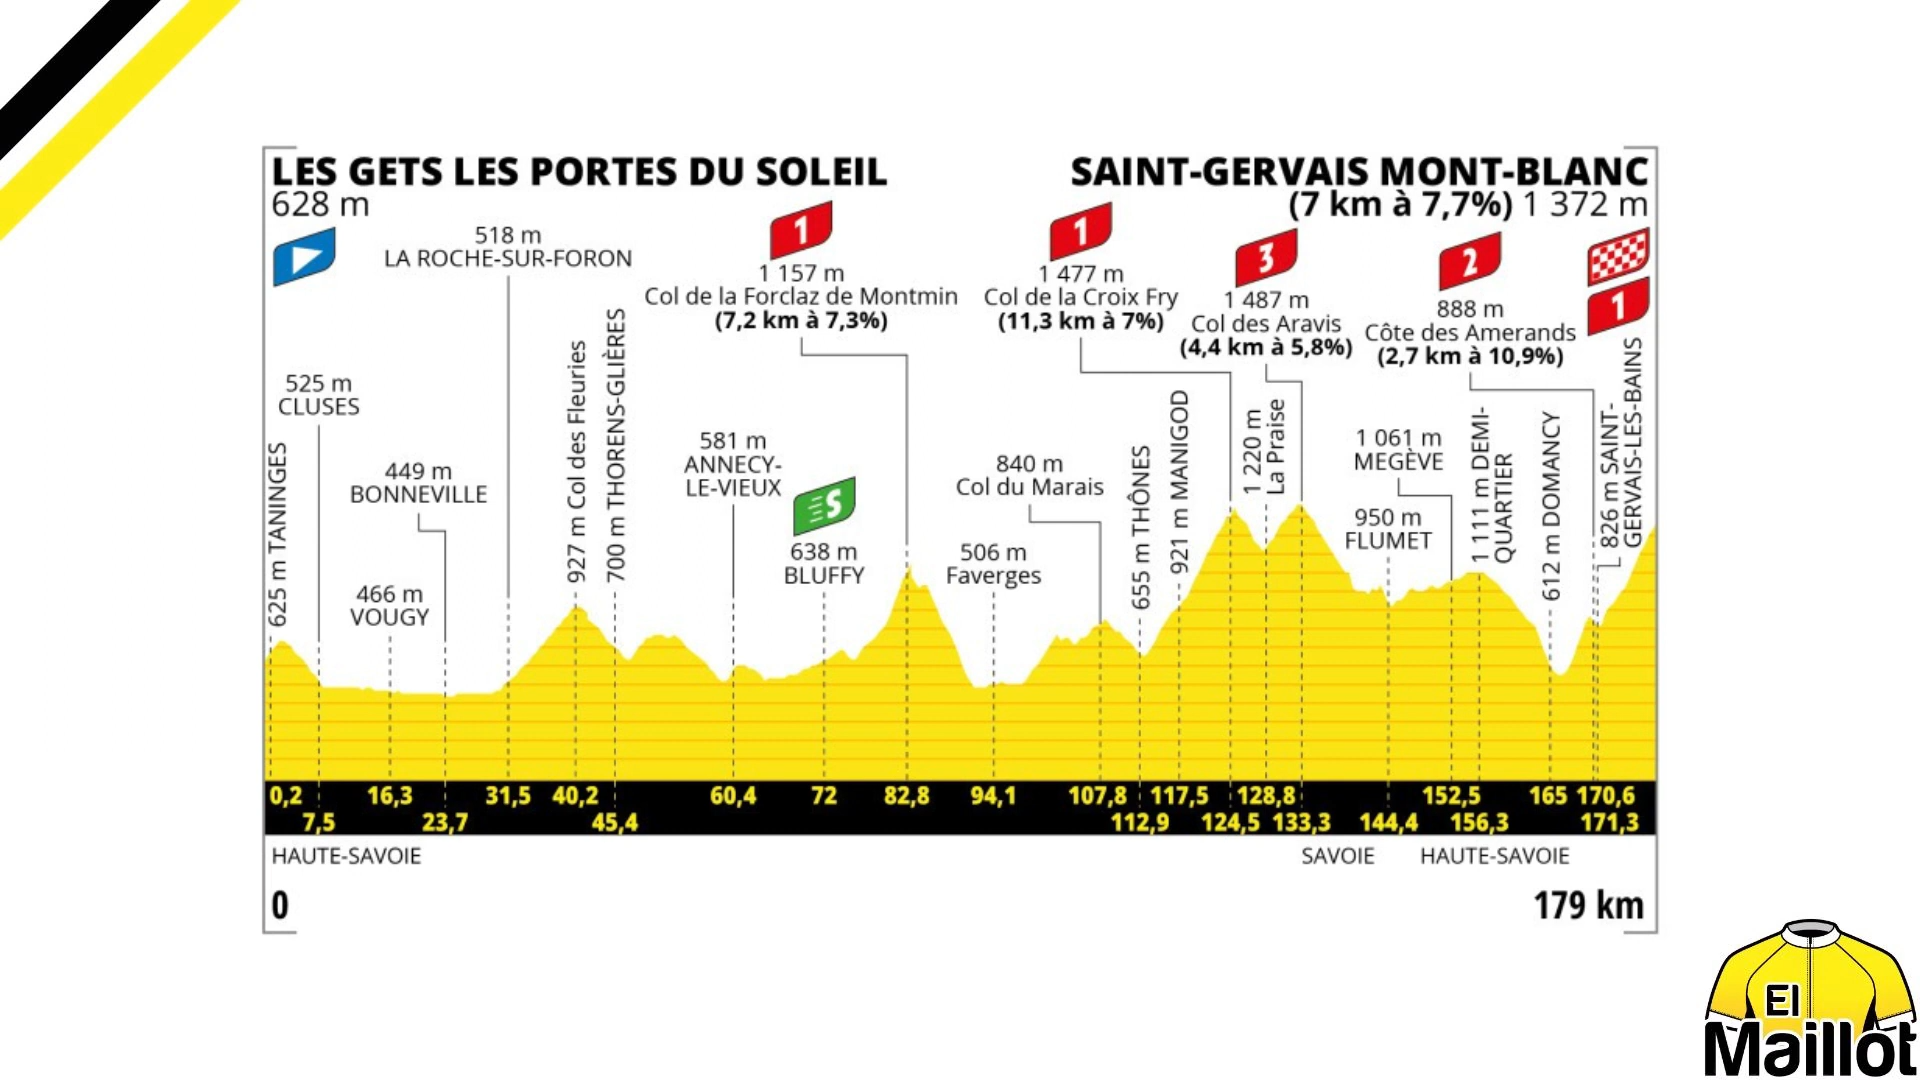 LES GETS LES PORTES DU SOLEIL
628 m
SAINT-GERVAIS MONT-BLANC
(7 km à 7,7%) 1 372 m
625 m TANINGES
525 m
CLUSES
466 m
VOUGY
449 m
BONNEVILLE
518 m
LA ROCHE-SUR-FORON
927 m Col des Fleuries
700 m THORENS-GLIÈRES
581 m
ANNECY-
LE-VIEUX
S
638 m
BLUFFY
1
1 157 m
Col de la Forclaz de Montmin
(7,2 km à 7,3%)
506 m
Faverges
840 m
Col du Marais
655 m THÔNES
921 m MANIGOD
1
1 477 m
Col de la Croix Fry
(11,3 km à 7%)
1 220 m
La Praise
3
1 487 m
Col des Aravis
(4,4 km à 5,8%)
950 m
FLUMET
1 061 m
MEGÈVE
1 111 m DEMI-
QUARTIER
612 m DOMANCY
2
888 m
Côte des Amerands
(2,7 km à 10,9%)
826 m SAINT-
GERVAIS-LES-BAINS
1
0,2 16,3 31,5 40,2 60,4 72 82,8 94,1 107,8 117,5 128,8 152,5 165 170,6
7,5 23,7 45,4 112,9 124,5 133,3 144,4 156,3 171,3
HAUTE-SAVOIE SAVOIE HAUTE-SAVOIE
0 179 km
El
Maillot